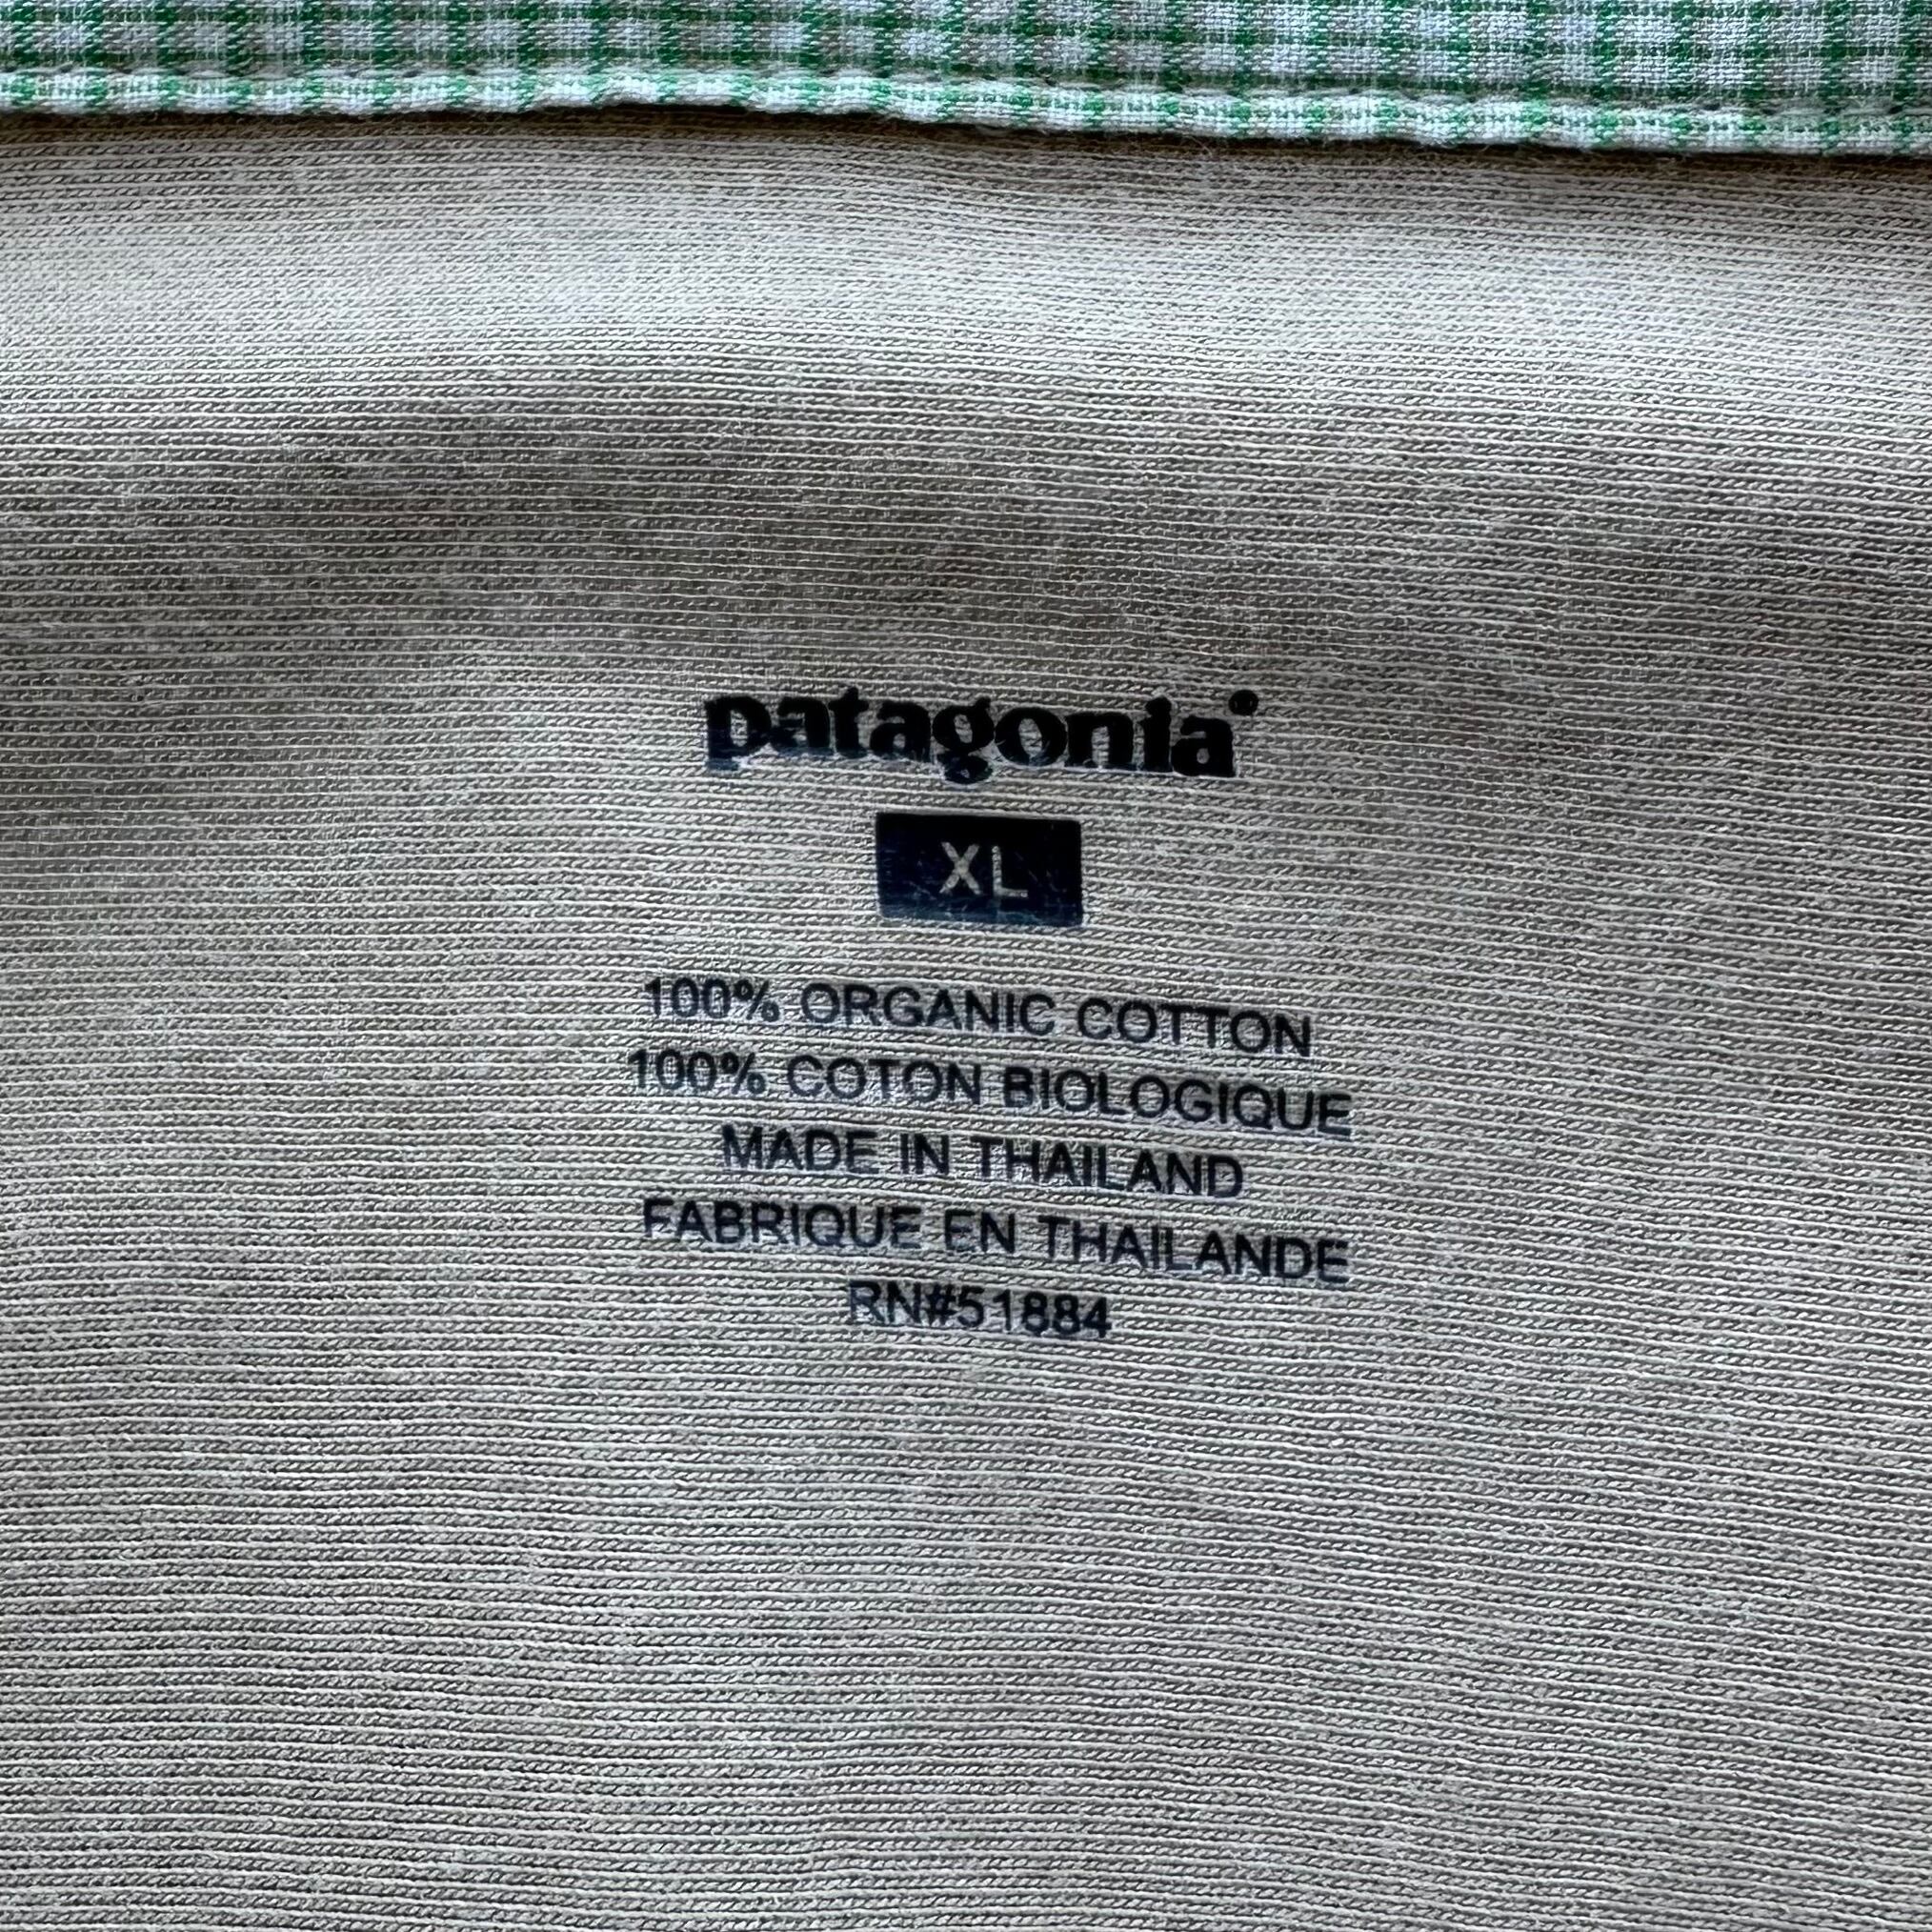 patagonia®
XL
100% ORGANIC COTTON
100% COTON BIOLOGIQUE
MADE IN THAILAND
FABRIQUE EN THAILANDE
RN#51884